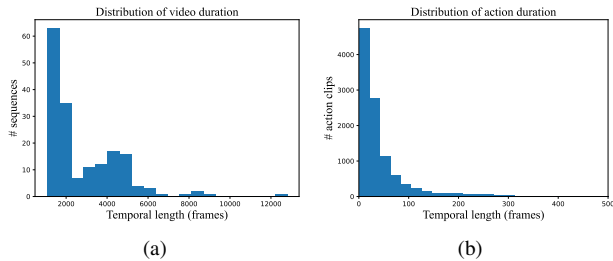 Distribution of video duration
# sequences
60
50
40
30
20
10
0
2000 4000 6000 8000 10000 12000
Temporal length (frames)
(a)
Distribution of action duration
# action clips
4000
3000
2000
1000
0
0 100 200 300 400 500
Temporal length (frames)
(b)